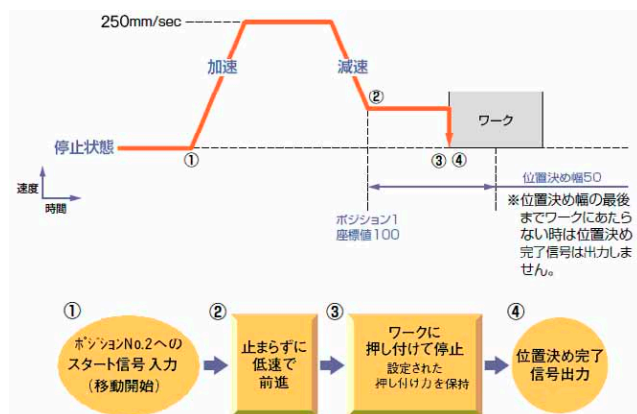 250mm/sec
加速
減速
②
ワーク
停止状態
①
③ ④
速度
時間
位置決め幅50
ポジション1
座標値100
※位置決め幅の最後
までワークにあたら
ない時は位置決め
完了信号は出力しま
せん。
①
ポジションNo.2への
スタート信号入力
(移動開始)
②
止まらずに
低速で
前進
③
ワークに
押し付けて停止
設定された
押し付け力を保持
④
位置決め完了
信号出力